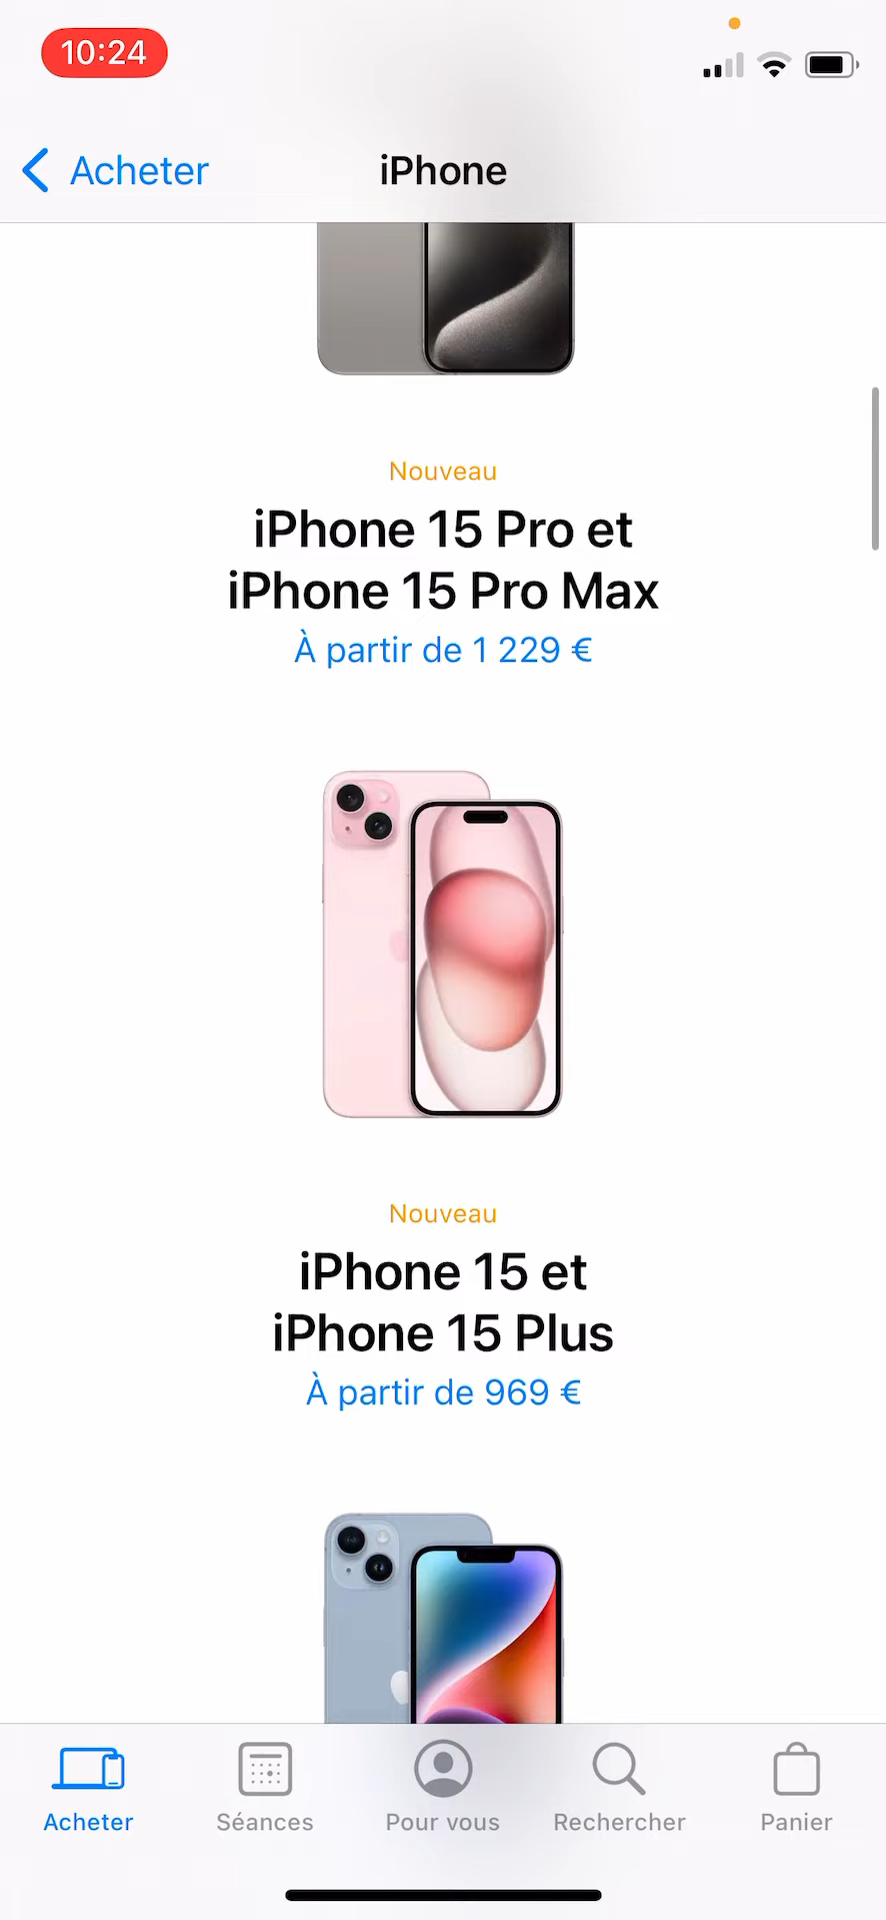 10:24
Acheter
iPhone
Nouveau
iPhone 15 Pro et
iPhone 15 Pro Max
À partir de 1 229 €
Nouveau
iPhone 15 et
iPhone 15 Plus
À partir de 969 €
Acheter
Séances
Pour vous
Rechercher
Panier